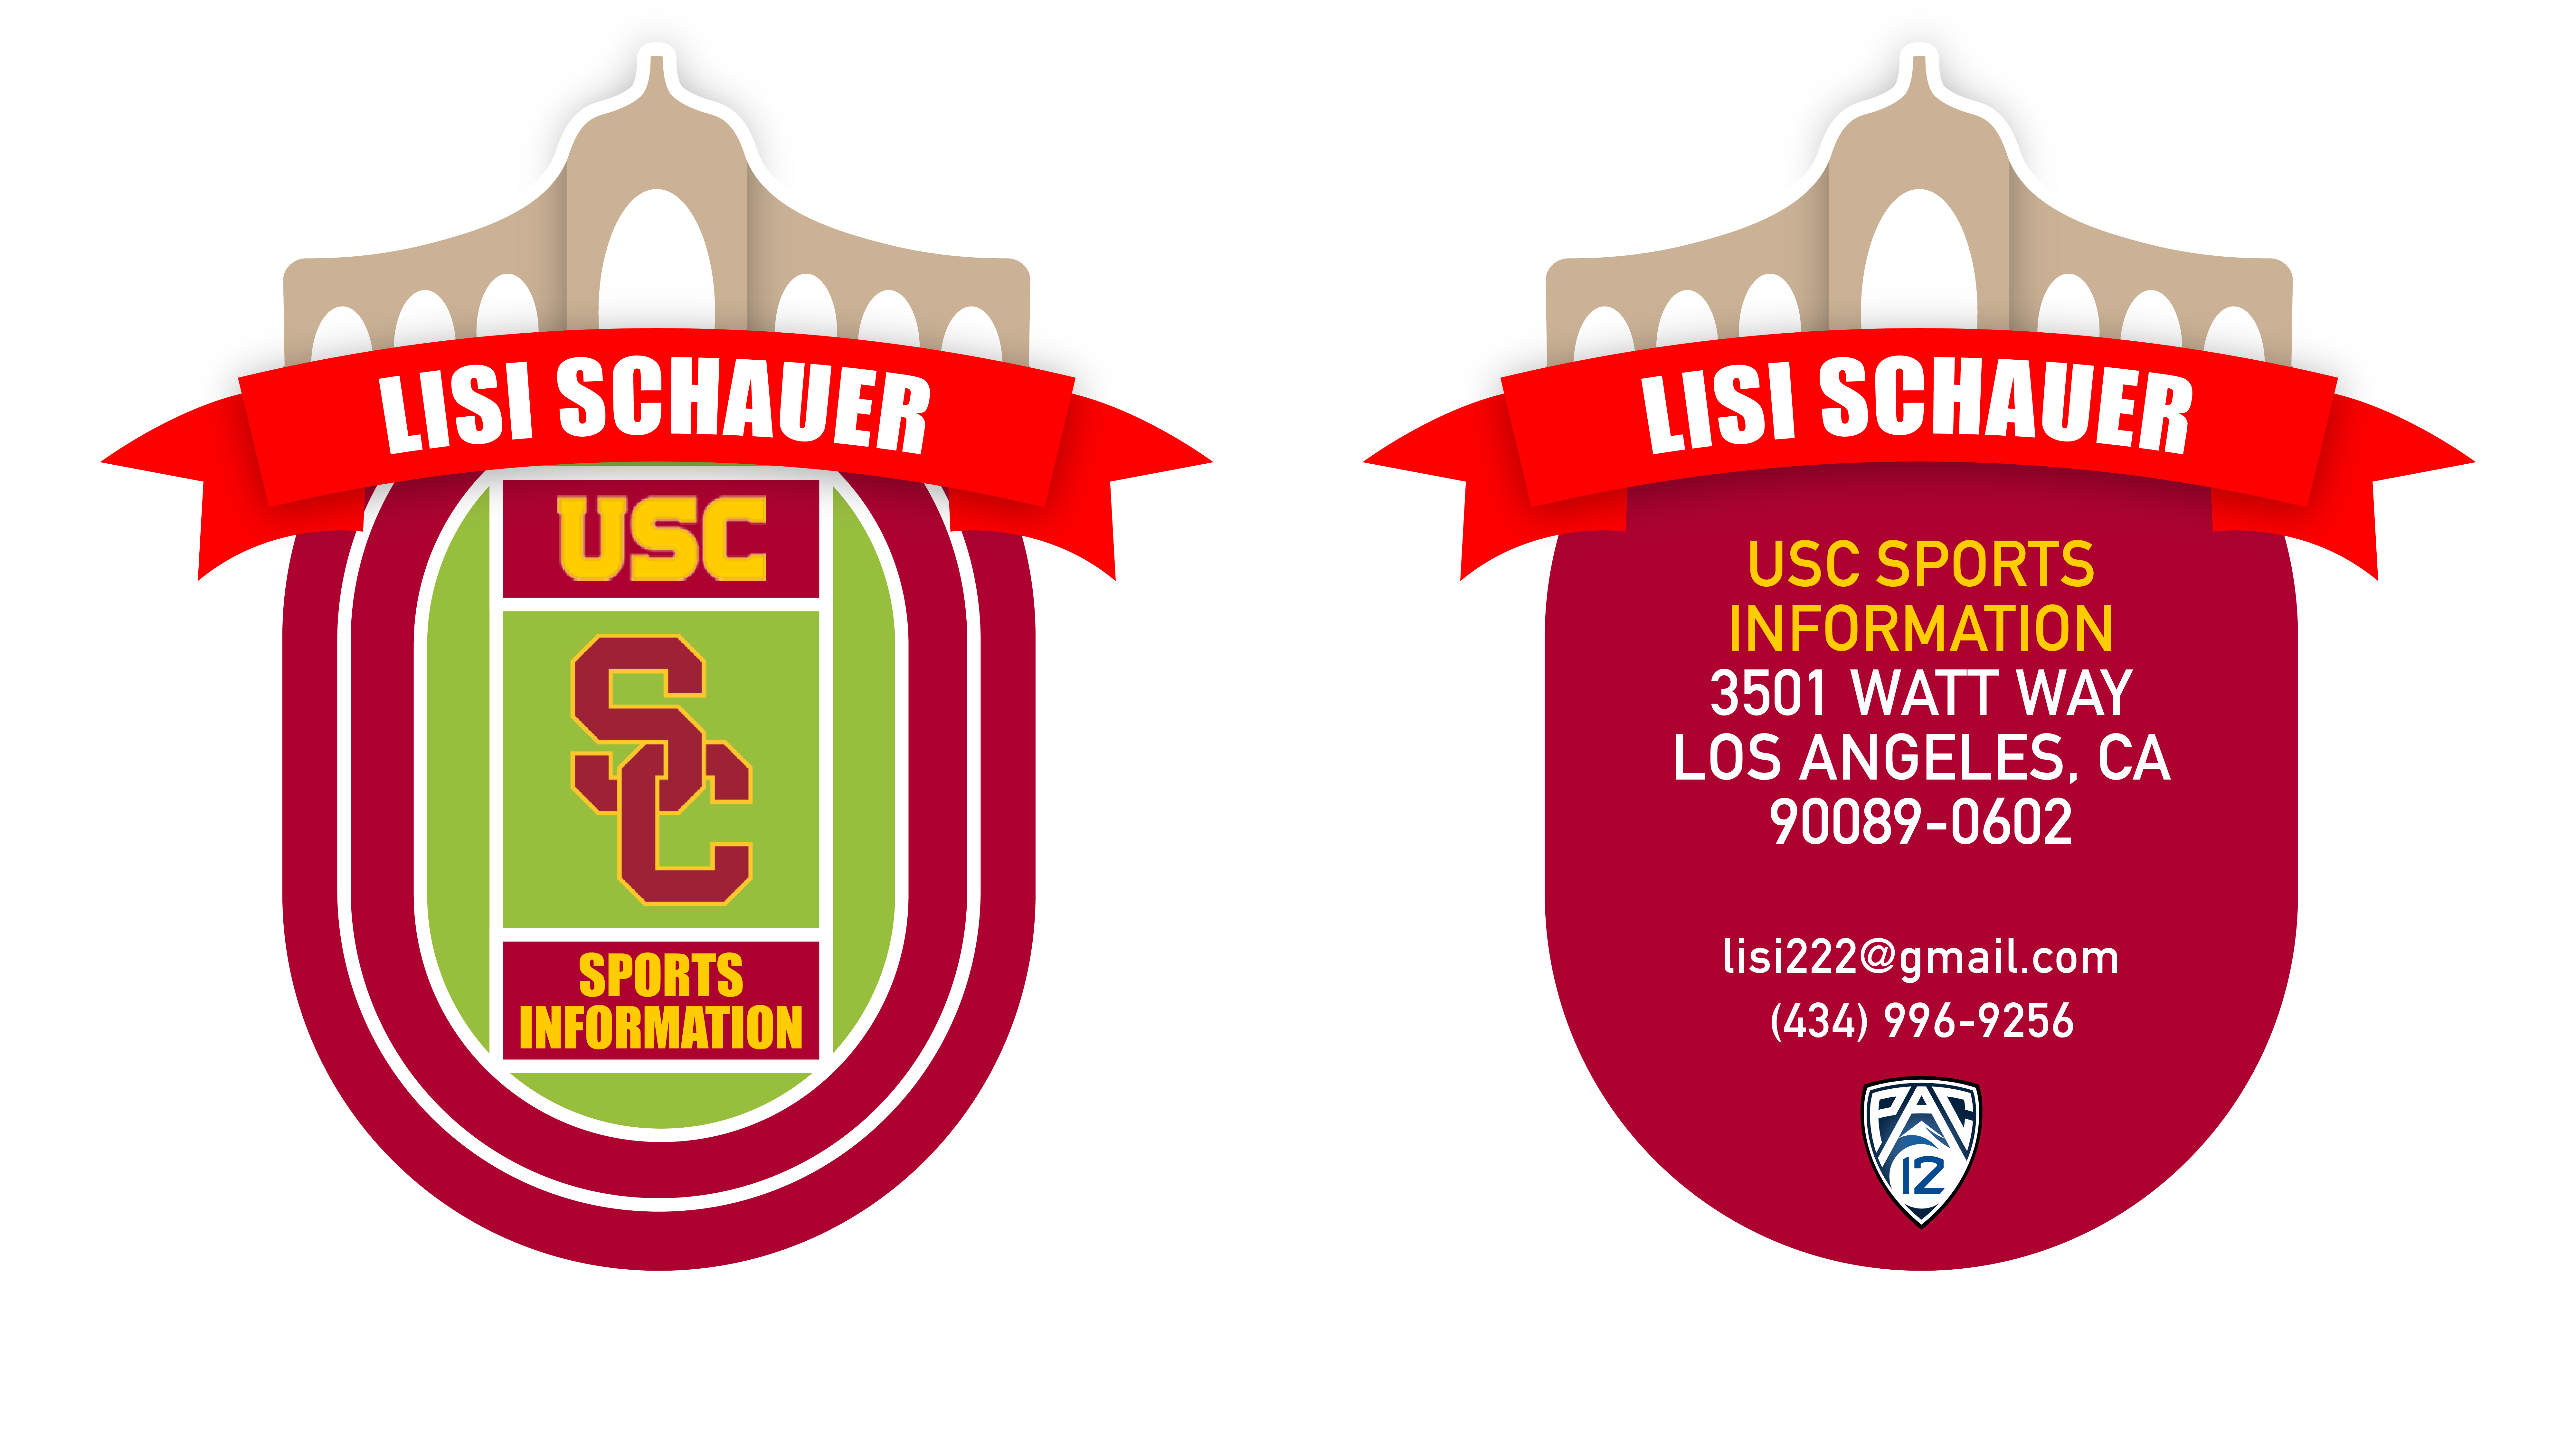 LISI SCHAUER
USC
SC
SPORTS
INFORMATION
LISI SCHAUER
USC SPORTS
INFORMATION
3501 WATT WAY
LOS ANGELES, CA
90089-0602
lisi222@gmail.com
(434) 996-9256
PAC
12